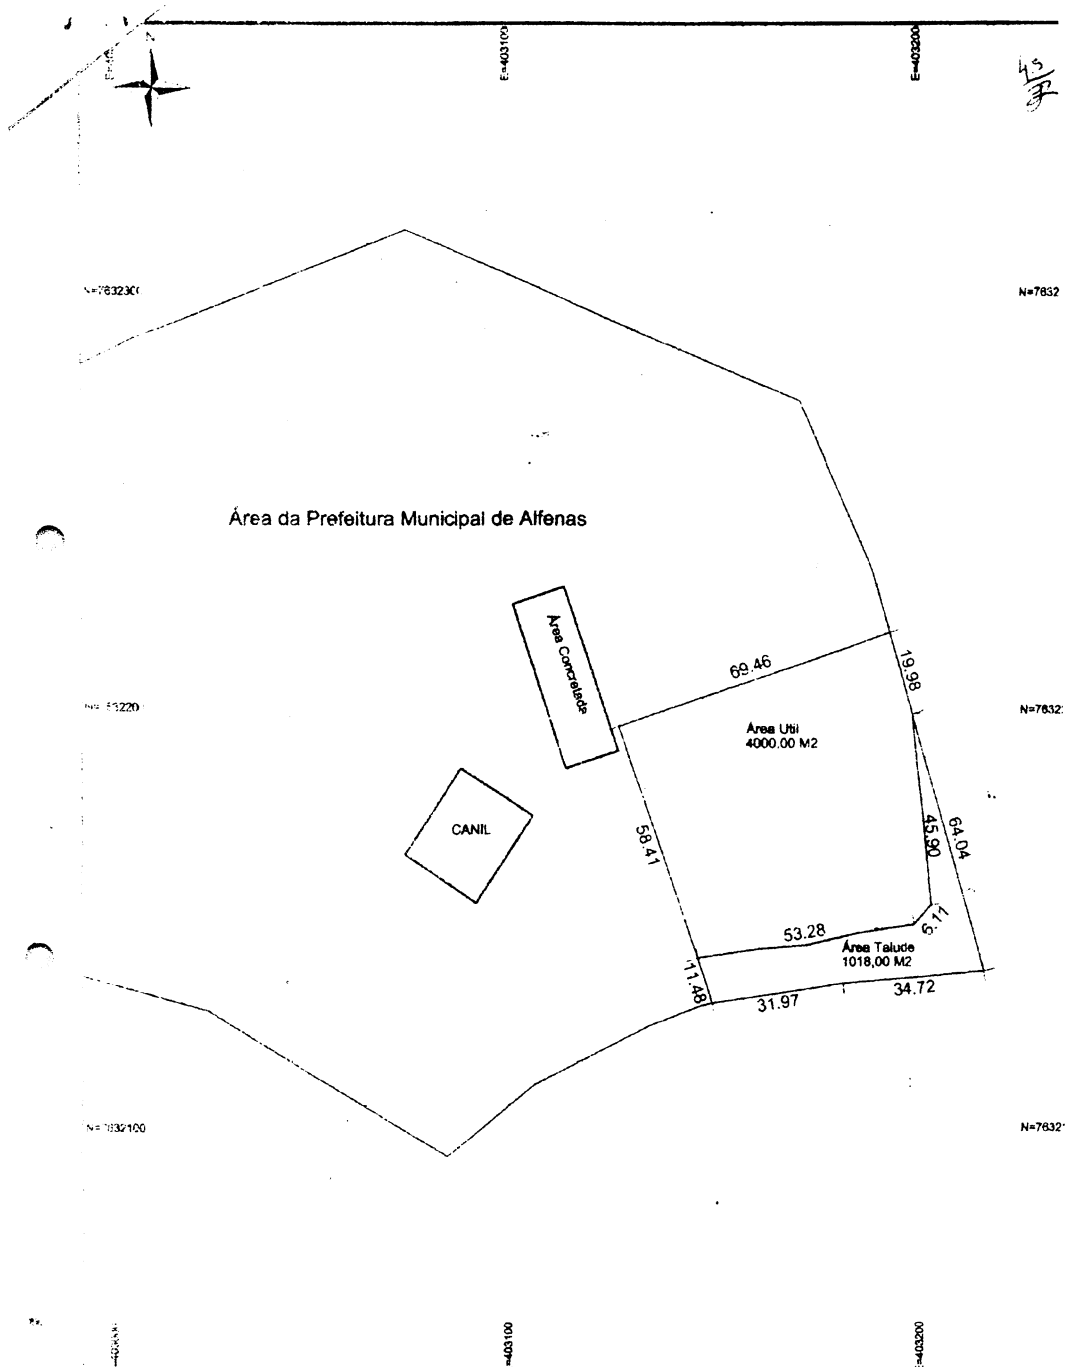 N
E=403100
E=403200
45
N=7632
Área da Prefeitura Municipal de Alfenas
Área Concretada
69.46
19.98
N=7632
Área Util
4000.00 M2
CANIL
58.41
45.90
64.04
53.28
6.11
Área Talude
1018,00 M2
11.48
31.97
34.72
N=7632100
N=7632
=403100
E=403200